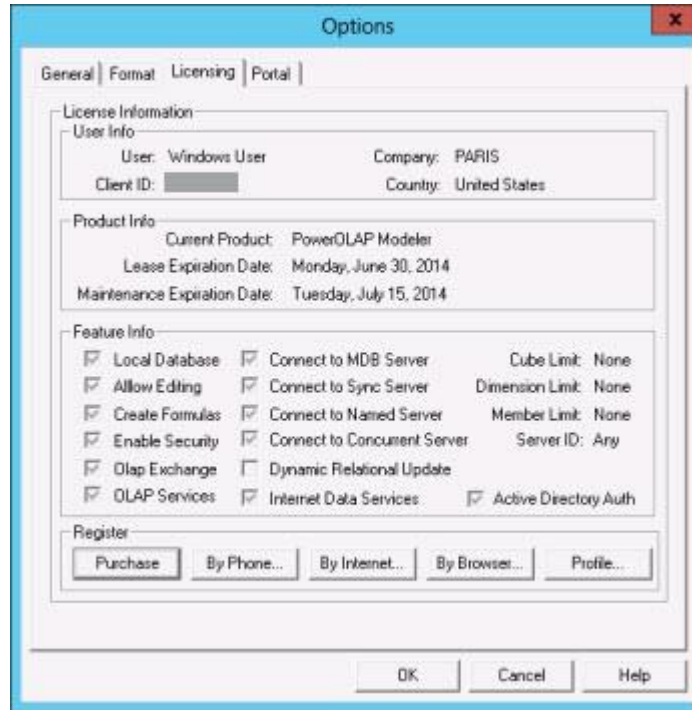 Options
x
General Format Licensing Portal
License Information
User Info
User: Windows User Company: PARIS
Client ID: Country: United States
Product Info
Current Product: PowerOLAP Modeler
Lease Expiration Date: Monday, June 30, 2014
Maintenance Expiration Date: Tuesday, July 15, 2014
Feature Info
Local Database Connect to MDB Server Cube Limit: None
Alllow Editing Connect to Sync Server Dimension Limit: None
Create Formulas Connect to Named Server Member Limit: None
Enable Security Connect to Concurrent Server Server ID: Any
Olap Exchange Dynamic Relational Update
OLAP Services Internet Data Services Active Directory Auth
Register
Purchase By Phone... By Internet... By Browser... Profile...
OK Cancel Help